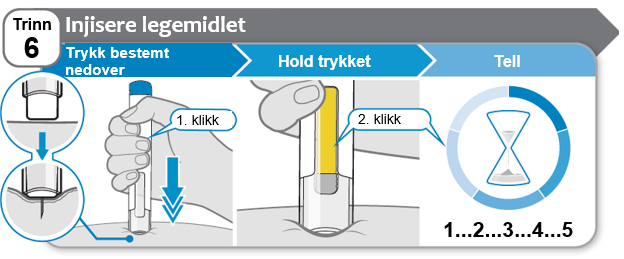 Trinn
6
Injisere legemidlet
Trykk bestemt
nedover
Hold trykket
Tell
1. klikk
2. klikk
1...2...3...4...5